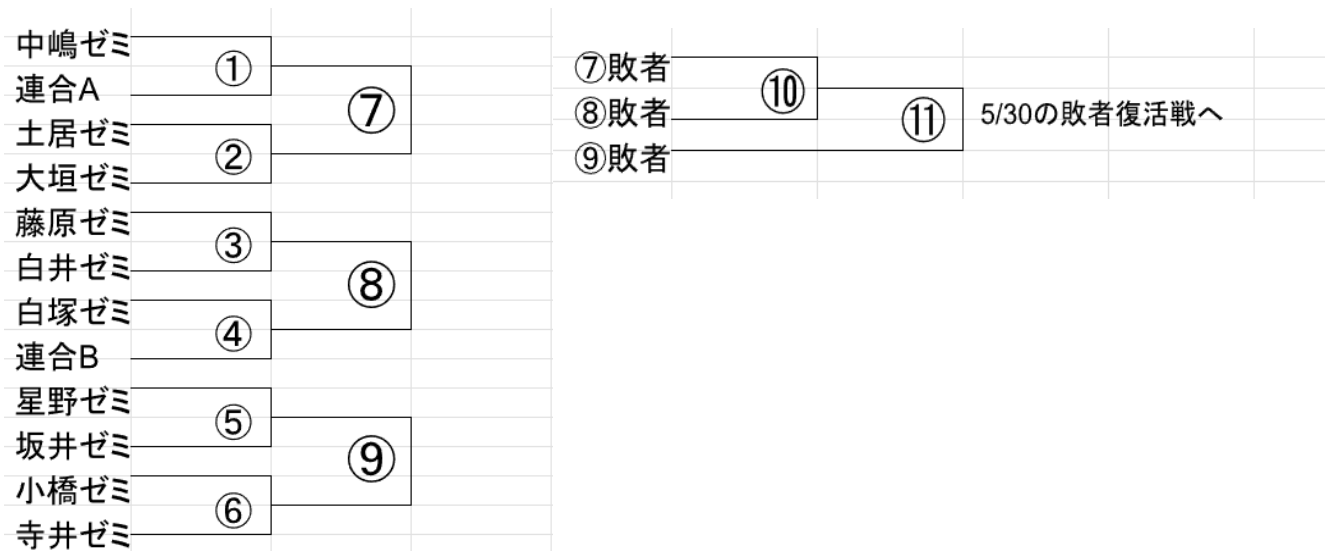 中嶋ゼミ
①
連合A
⑦
土居ゼミ
②
大垣ゼミ
藤原ゼミ
③
白井ゼミ
⑧
白塚ゼミ
④
連合B
星野ゼミ
⑤
坂井ゼミ
⑨
小橋ゼミ
⑥
寺井ゼミ
⑦敗者
⑩
⑧敗者
⑪
5/30の敗者復活戦へ
⑨敗者